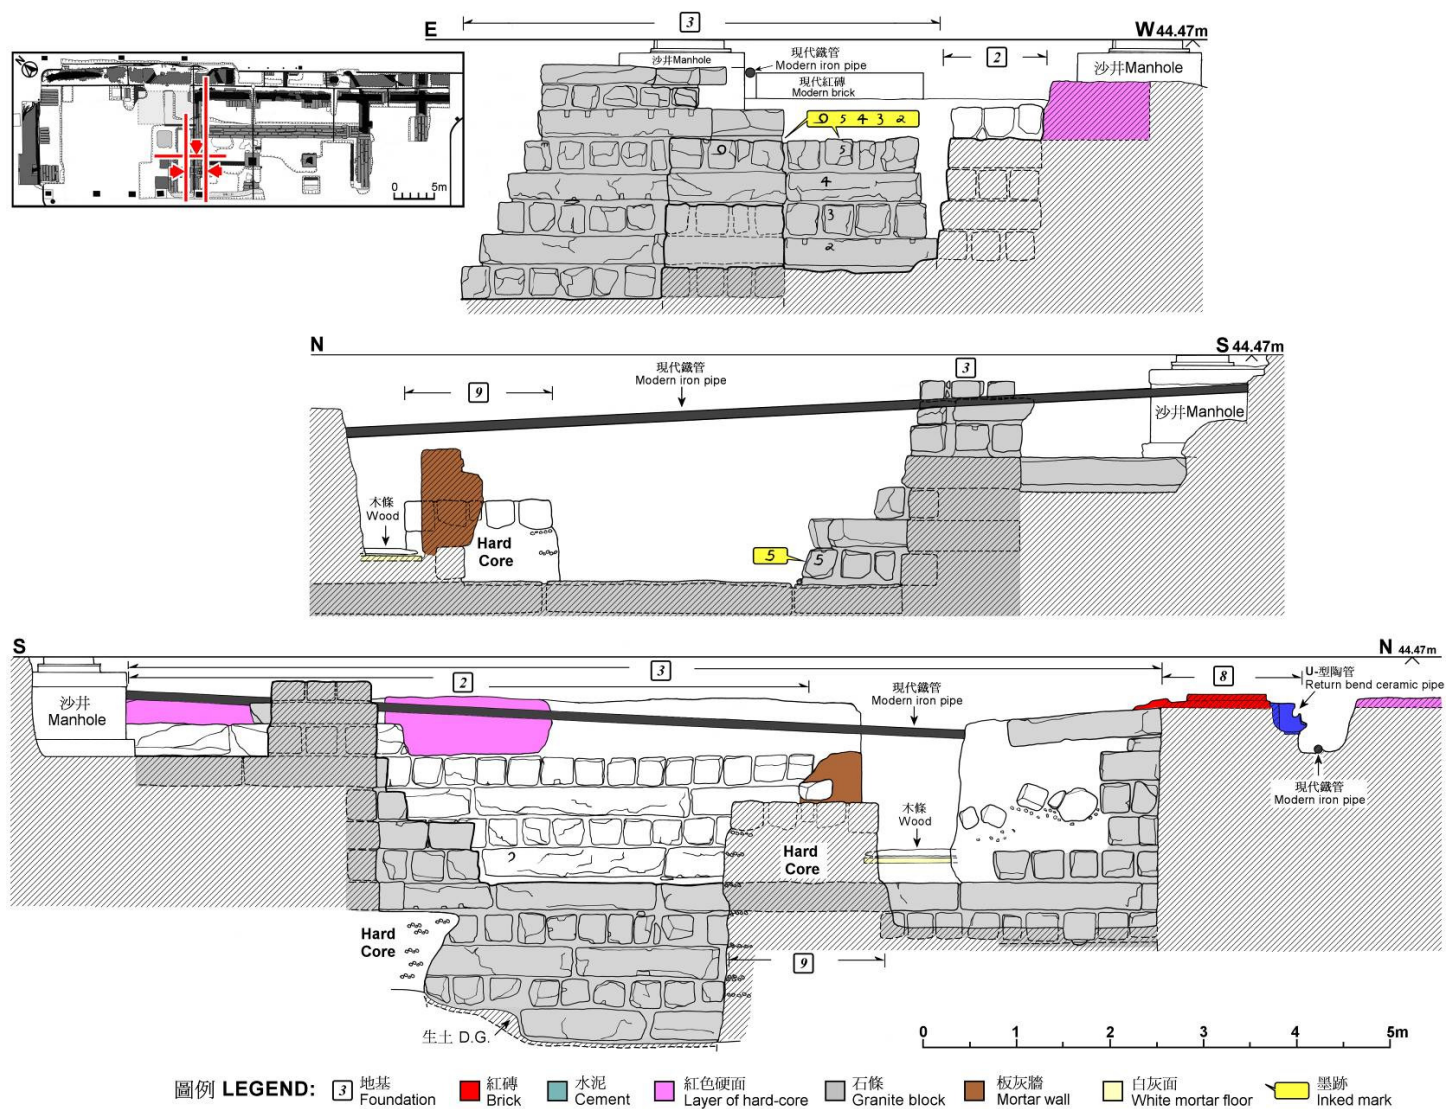 E
3
W 44.47m
沙井Manhole
現代鐵管
Modern iron pipe
現代紅磚
Modern brick
2
沙井Manhole
N
0 5m
0 5 4 3 2
0
5
4
3
2
N
S 44.47m
9
現代鐵管
Modern iron pipe
3
沙井Manhole
木條
Wood
Hard
Core
5
5
S
N 44.47m
3
2
8
沙井
Manhole
現代鐵管
Modern iron pipe
U-型陶管
Return bend ceramic pipe
木條
Wood
現代鐵管
Modern iron pipe
Hard
Core
Hard
Core
9
生土 D.G.
0 1 2 3 4 5m
圖例 LEGEND:
3 地基
Foundation
紅磚
Brick
水泥
Cement
紅色硬面
Layer of hard-core
石條
Granite block
板灰牆
Mortar wall
白灰面
White mortar floor
墨跡
Inked mark